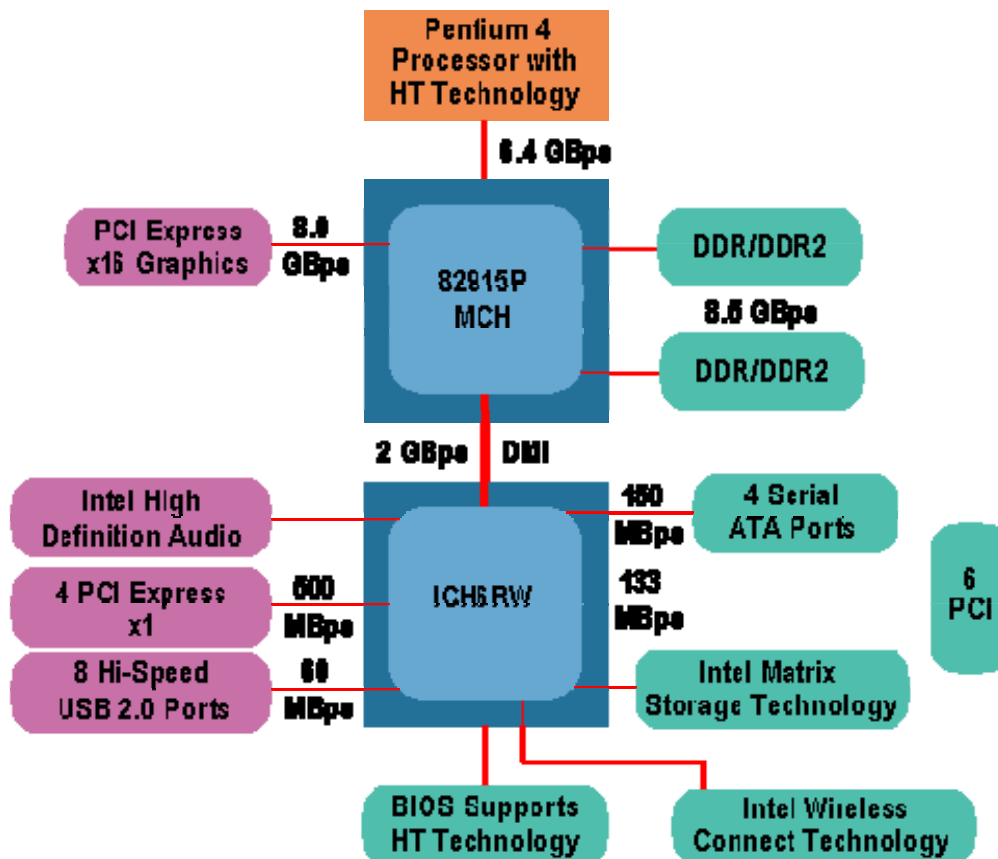 Pentium 4
Processor with
HT Technology
6.4 GBps
PCI Express
x16 Graphics
8.0
GBps
82915P
MCH
DDR/DDR2
8.5 GBps
DDR/DDR2
2 GBps
DMI
Intel High
Definition Audio
150
MBps
4 Serial
ATA Ports
4 PCI Express
x1
500
MBps
ICH6RW
133
MBps
6
PCI
8 Hi-Speed
USB 2.0 Ports
60
MBps
Intel Matrix
Storage Technology
BIOS Supports
HT Technology
Intel Wireless
Connect Technology